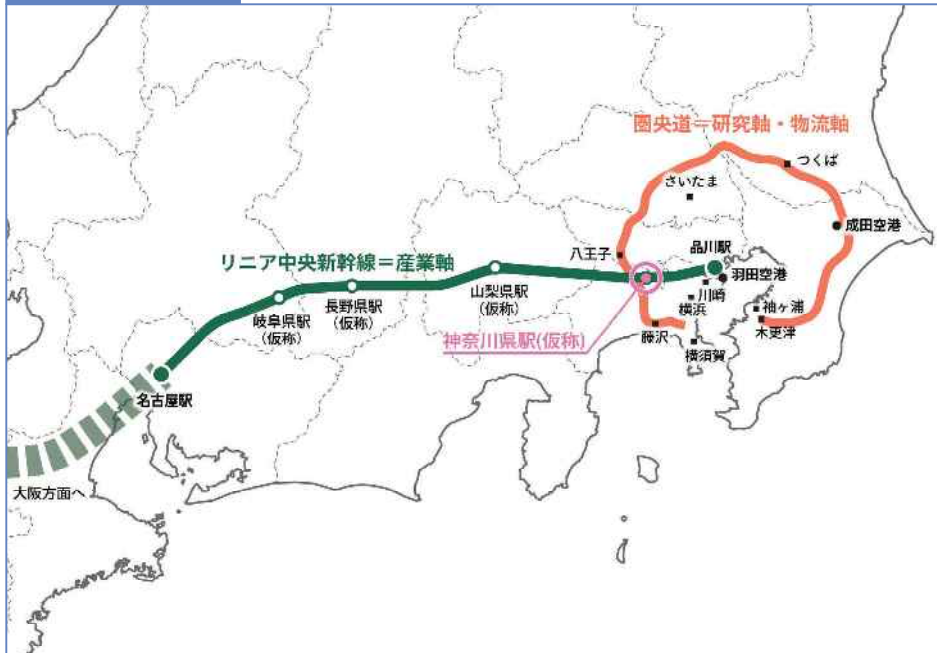 圏央道＝研究軸・物流軸
つくば
さいたま
成田空港
八王子
品川駅
リニア中央新幹線＝産業軸
羽田空港
山梨県駅
（仮称）
川崎
長野県駅
（仮称）
岐阜県駅
（仮称）
横浜
袖ヶ浦
木更津
神奈川県駅(仮称)
藤沢
横須賀
名古屋駅
大阪方面へ